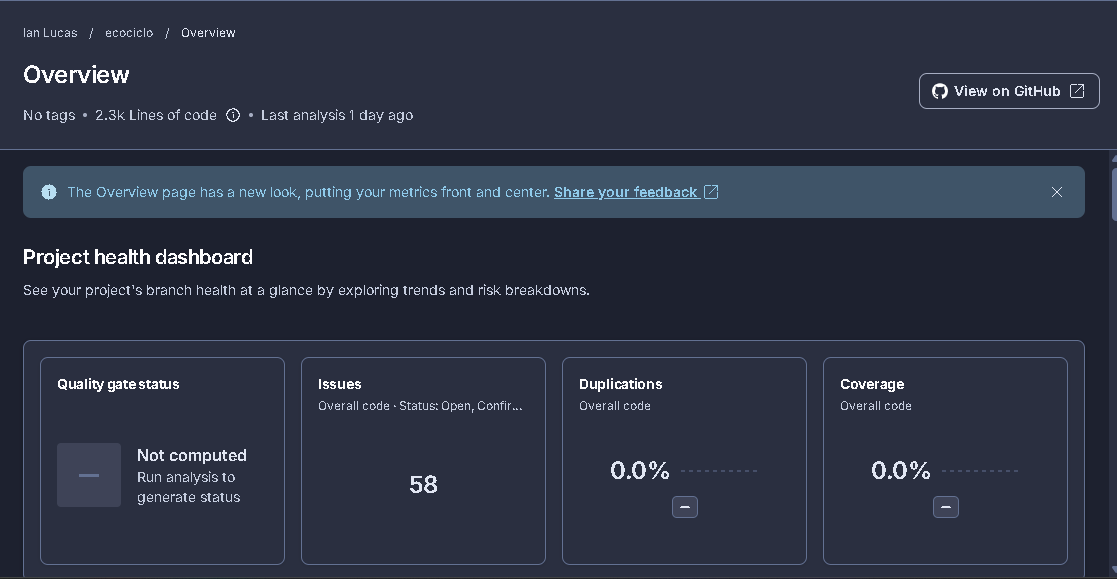 Ian Lucas / ecociclo / Overview
Overview
View on GitHub
No tags • 2.3k Lines of code • Last analysis 1 day ago
The Overview page has a new look, putting your metrics front and center. Share your feedback
Project health dashboard
See your project's branch health at a glance by exploring trends and risk breakdowns.
Quality gate status
Not computed
Run analysis to
generate status
Issues
Overall code · Status: Open, Confir...
58
Duplications
Overall code
0.0%
Coverage
Overall code
0.0%